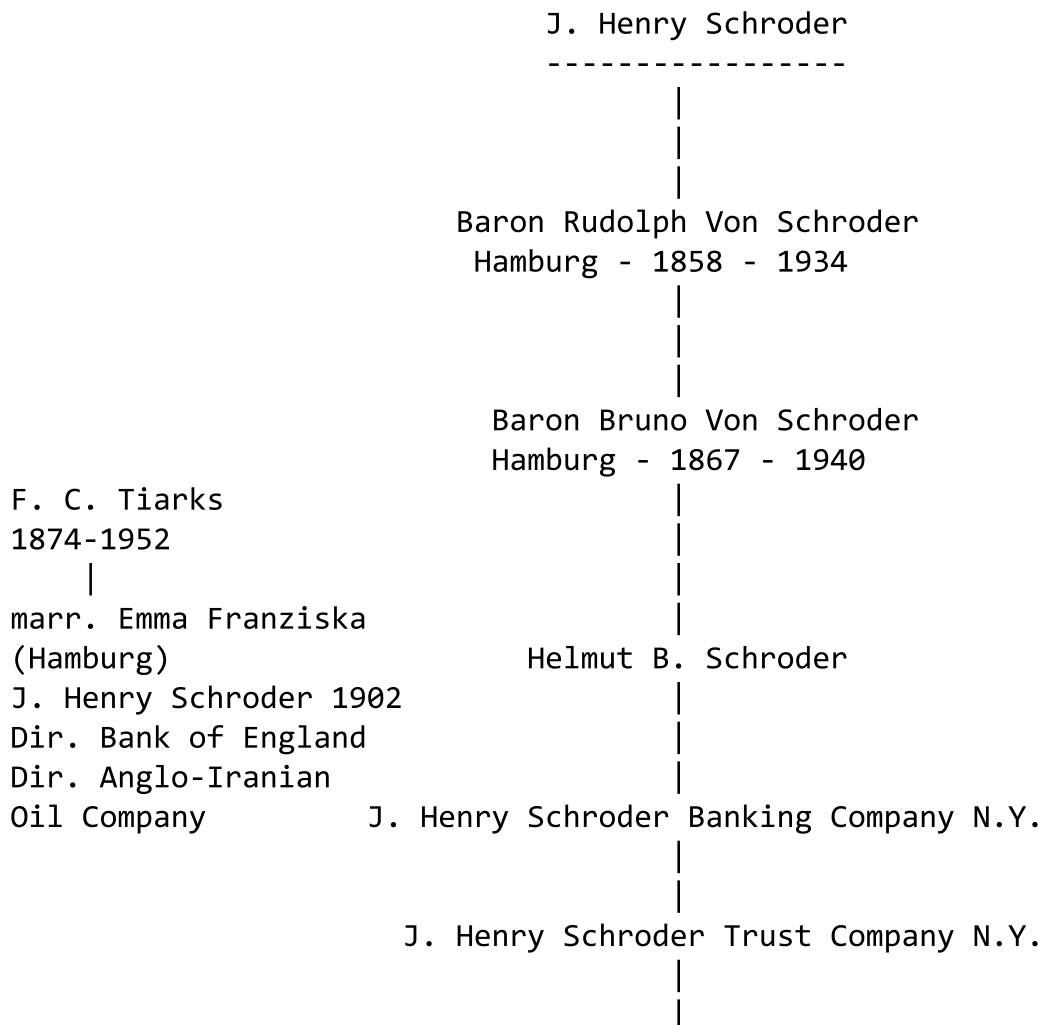 J. Henry Schroder
-----------------
|
|
|
Baron Rudolph Von Schroder
Hamburg - 1858 - 1934
|
|
|
Baron Bruno Von Schroder
Hamburg - 1867 - 1940
F. C. Tiarks |
1874-1952 |
| |
marr. Emma Franziska |
(Hamburg) Helmut B. Schroder
J. Henry Schroder 1902 |
Dir. Bank of England |
Dir. Anglo-Iranian |
Oil Company J. Henry Schroder Banking Company N.Y.
|
|
J. Henry Schroder Trust Company N.Y.
|
|